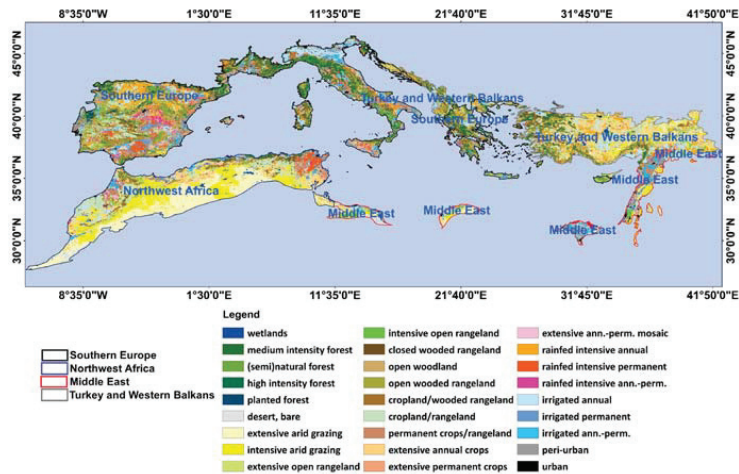 8°35'W 1°30'0"E 11°35'0"E 21°40'0"E 31°45'0"E 41°50'0"E
45°0'0"N 45°0'0"N
40°0'0"N 40°0'0"N
35°0'0"N 35°0'0"N
30°0'0"N 30°0'0"N
Southern Europe
Turkey and Western Balkans
Southern Europe
Turkey and Western Balkans
Middle East
Northwest Africa
Middle East
Middle East
Middle East
Middle East
8°35'W 1°30'0"E 11°35'0"E 21°40'0"E 31°45'0"E 41°50'0"E
Legend
Southern Europe
Northwest Africa
Middle East
Turkey and Western Balkans
wetlands
medium intensity forest
(semi)natural forest
high intensity forest
planted forest
desert, bare
extensive arid grazing
intensive arid grazing
extensive open rangeland
intensive open rangeland
closed wooded rangeland
open woodland
open wooded rangeland
cropland/wooded rangeland
cropland/rangeland
permanent crops/rangeland
extensive annual crops
extensive permanent crops
extensive ann.-perm. mosaic
rainfed intensive annual
rainfed intensive permanent
rainfed intensive ann.-perm.
irrigated annual
irrigated permanent
irrigated ann.-perm.
peri-urban
urban